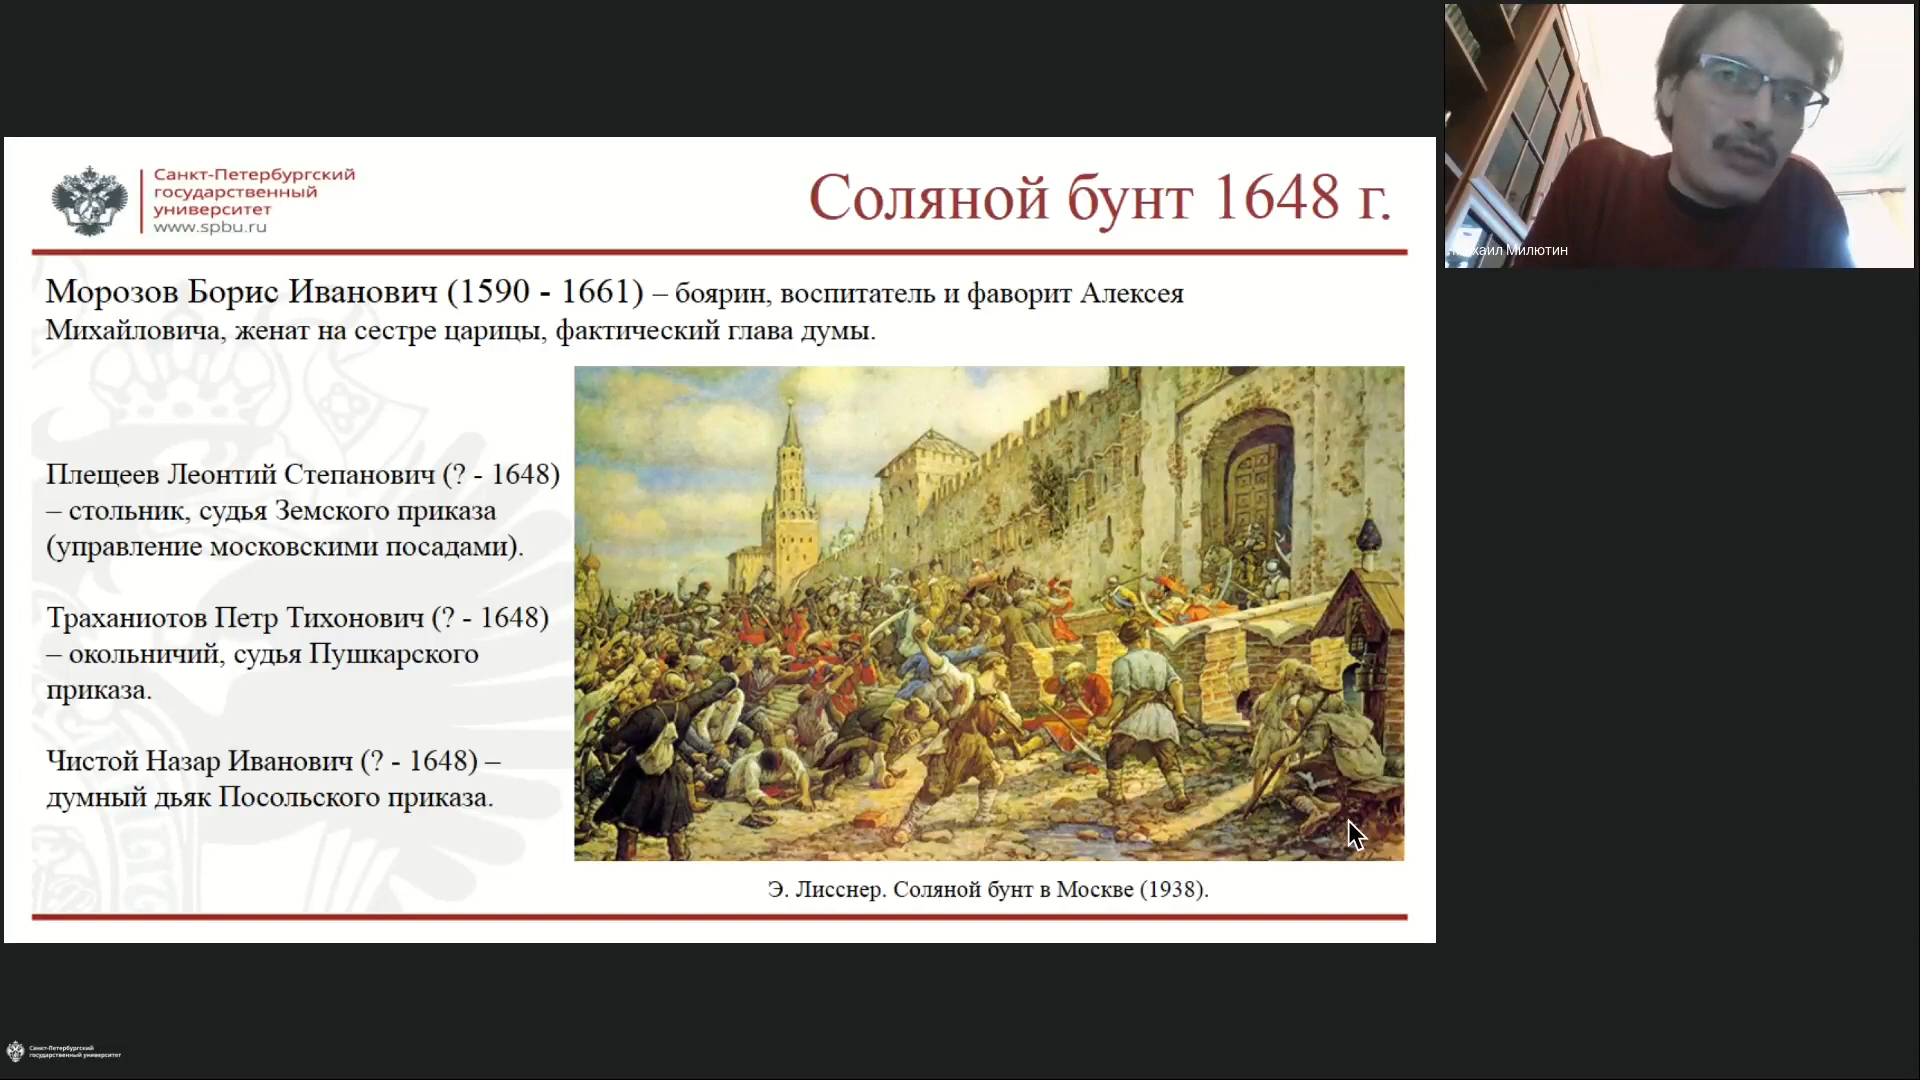 Санкт-Петербургский
государственный
университет
www.spbu.ru
Соляной бунт 1648 г.
Морозов Борис Иванович (1590 - 1661) – боярин, воспитатель и фаворит Алексея
Михайловича, женат на сестре царицы, фактический глава думы.
Плещеев Леонтий Степанович (? - 1648)
– стольник, судья Земского приказа
(управление московскими посадами).
Траханиотов Петр Тихонович (? - 1648)
– окольничий, судья Пушкарского
приказа.
Чистой Назар Иванович (? - 1648) –
думный дьяк Посольского приказа.
Э. Лисснер. Соляной бунт в Москве (1938).
Милютин
Санкт-Петербургский
государственный университет